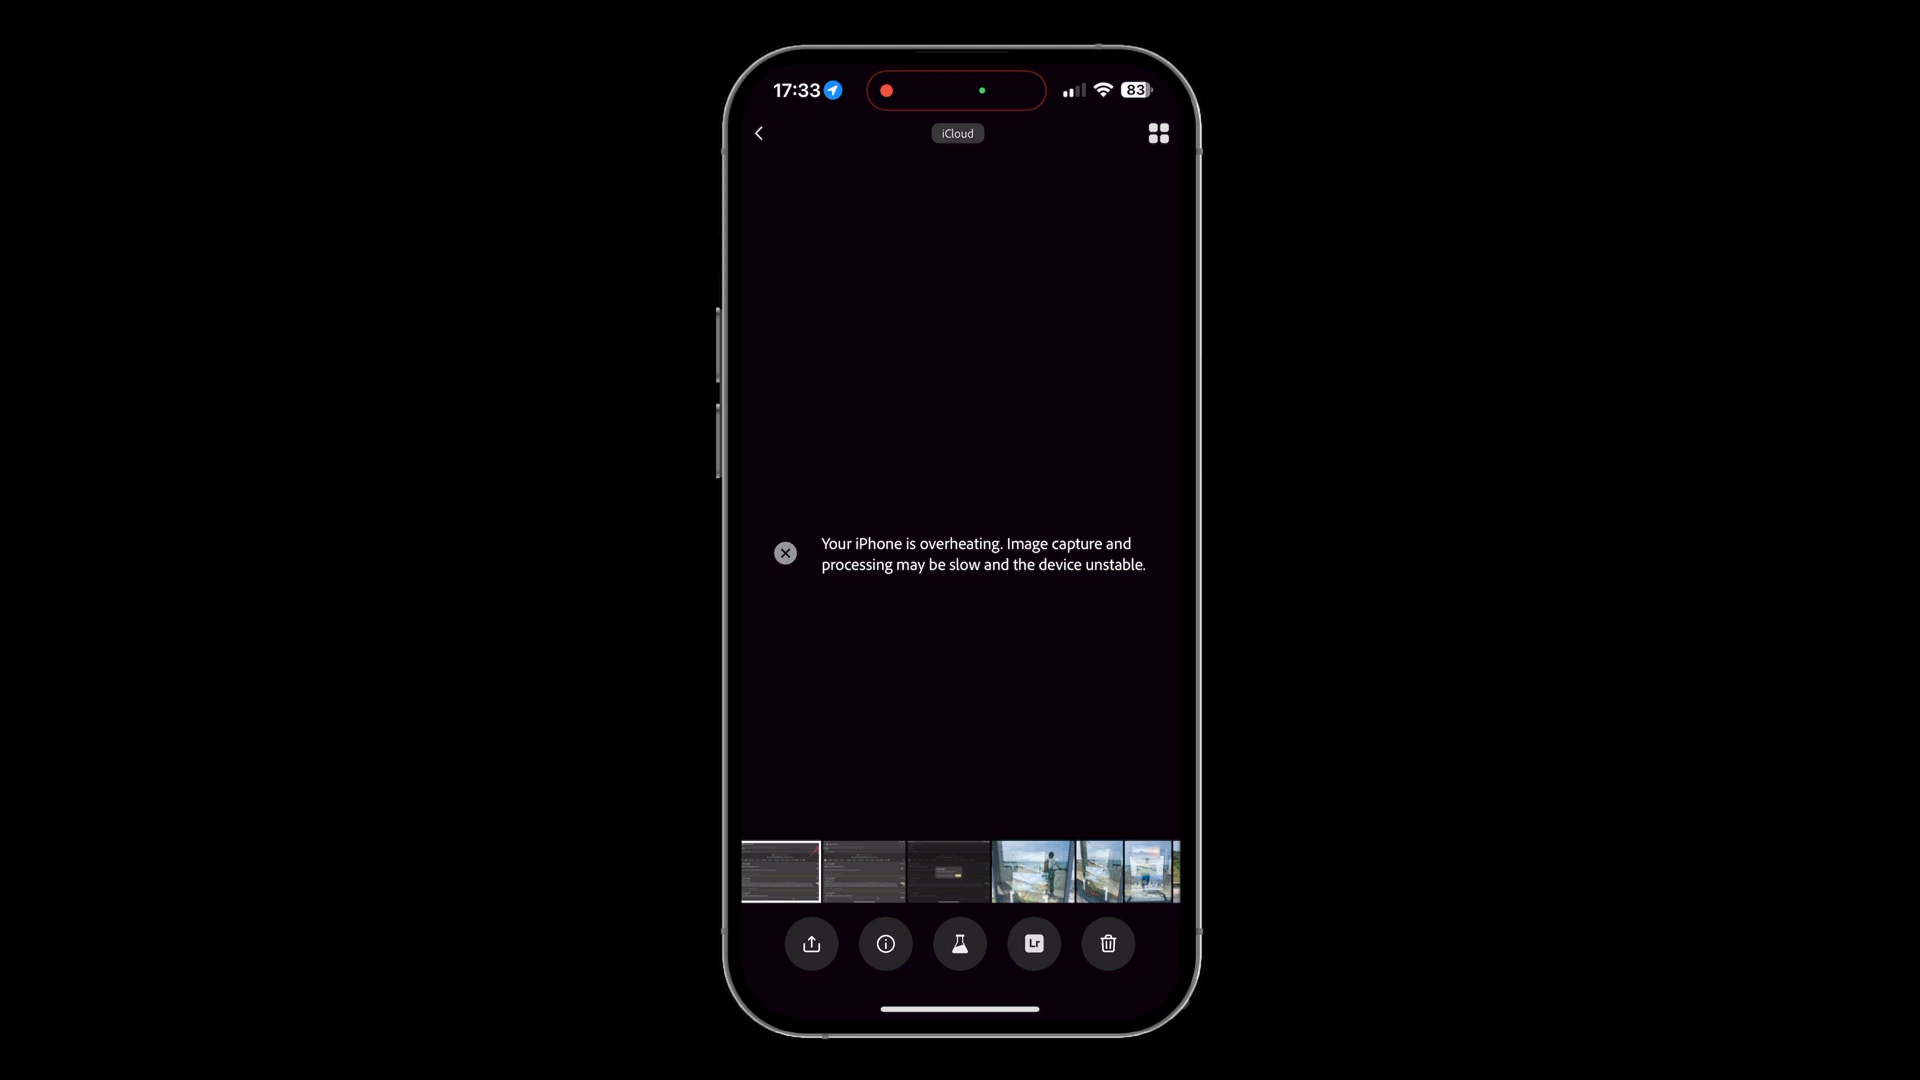 17:33
83
iCloud
Your iPhone is overheating. Image capture and
processing may be slow and the device unstable.
Lr